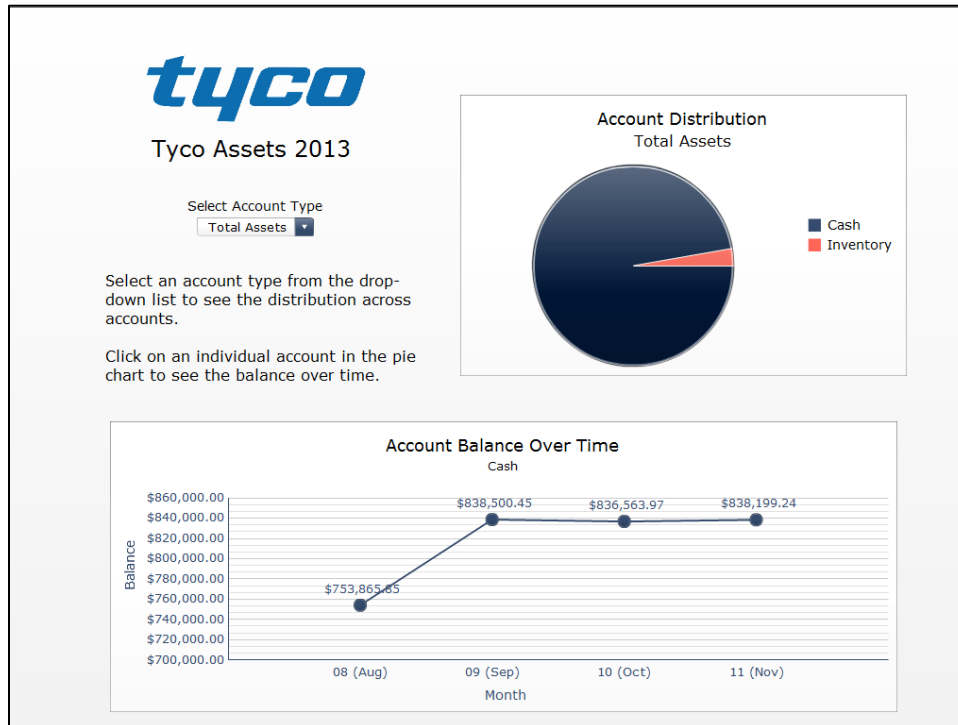 tyco
Tyco Assets 2013
Select Account Type
Total Assets
Select an account type from the drop-
down list to see the distribution across
accounts.
Click on an individual account in the pie
chart to see the balance over time.
Account Distribution
Total Assets
Cash
Inventory
Account Balance Over Time
Cash
Balance
$860,000.00
$840,000.00
$820,000.00
$800,000.00
$780,000.00
$760,000.00
$740,000.00
$720,000.00
$700,000.00
$753,865.85
$838,500.45
$836,563.97
$838,199.24
08 (Aug)
09 (Sep)
10 (Oct)
11 (Nov)
Month